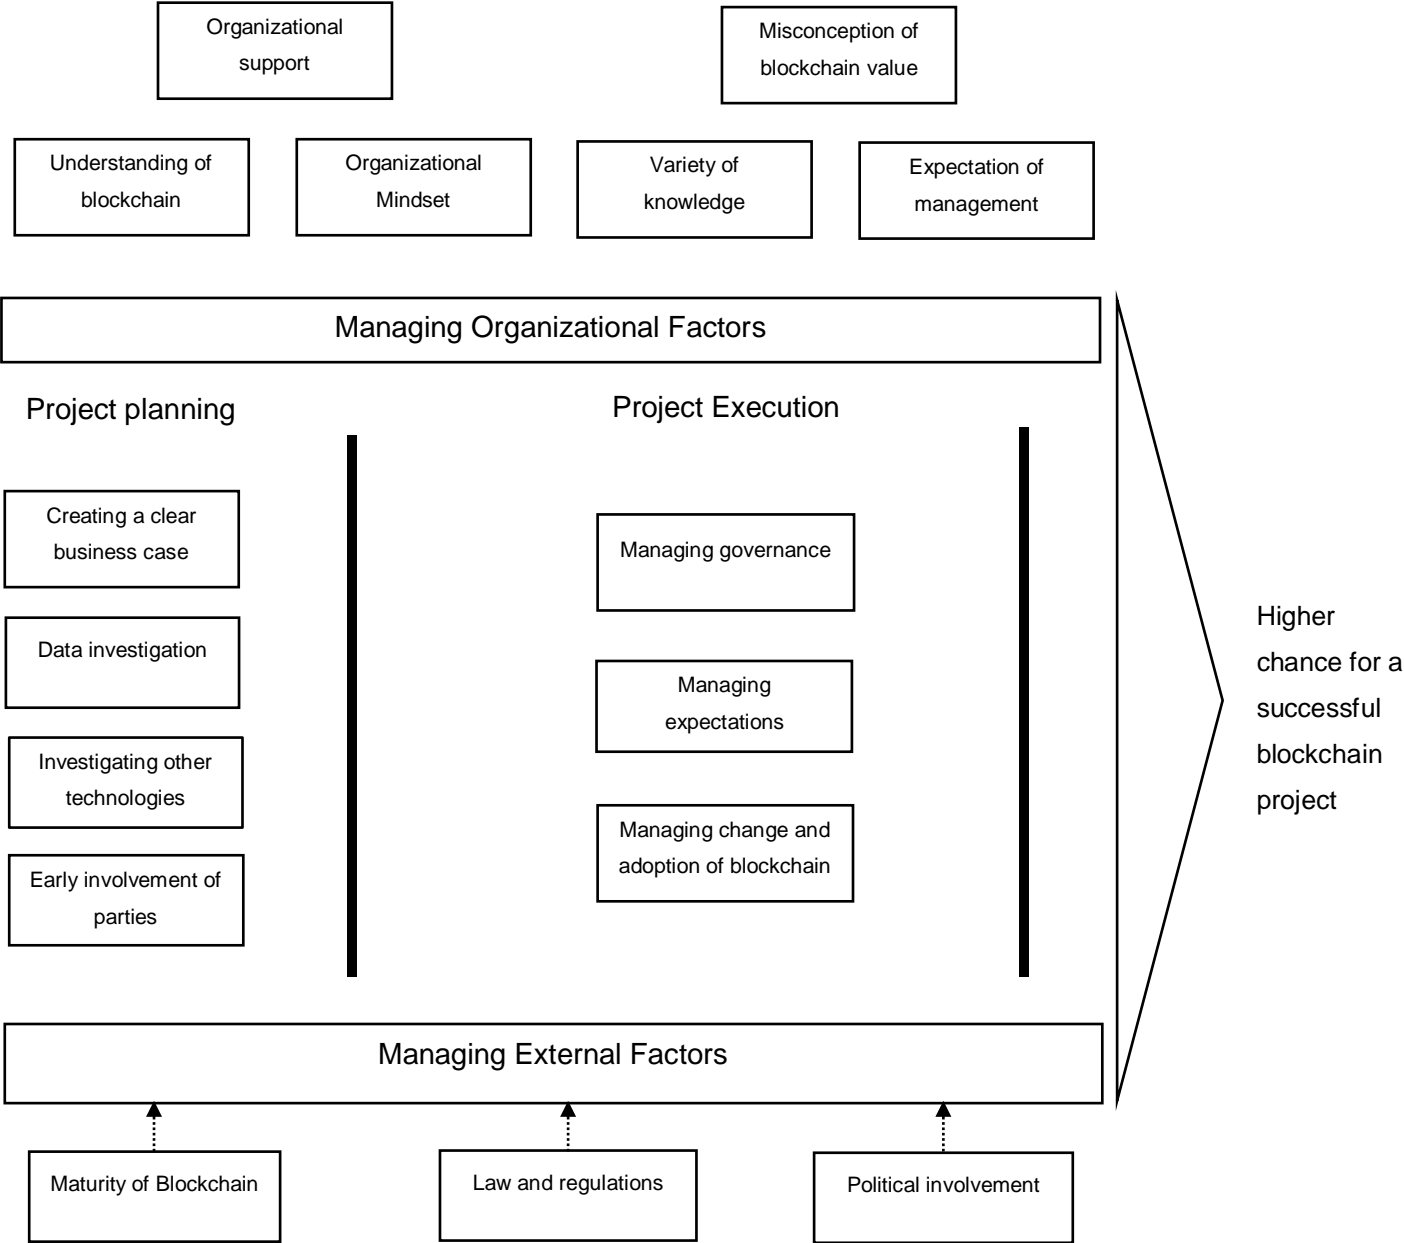 Organizational
support
Misconception of
blockchain value
Understanding of
blockchain
Organizational
Mindset
Variety of
knowledge
Expectation of
management
Managing Organizational Factors
Project planning
Project Execution
Creating a clear
business case
Data investigation
Investigating other
technologies
Early involvement of
parties
Managing governance
Managing
expectations
Managing change and
adoption of blockchain
Higher
chance for a
successful
blockchain
project
Managing External Factors
Maturity of Blockchain
Law and regulations
Political involvement